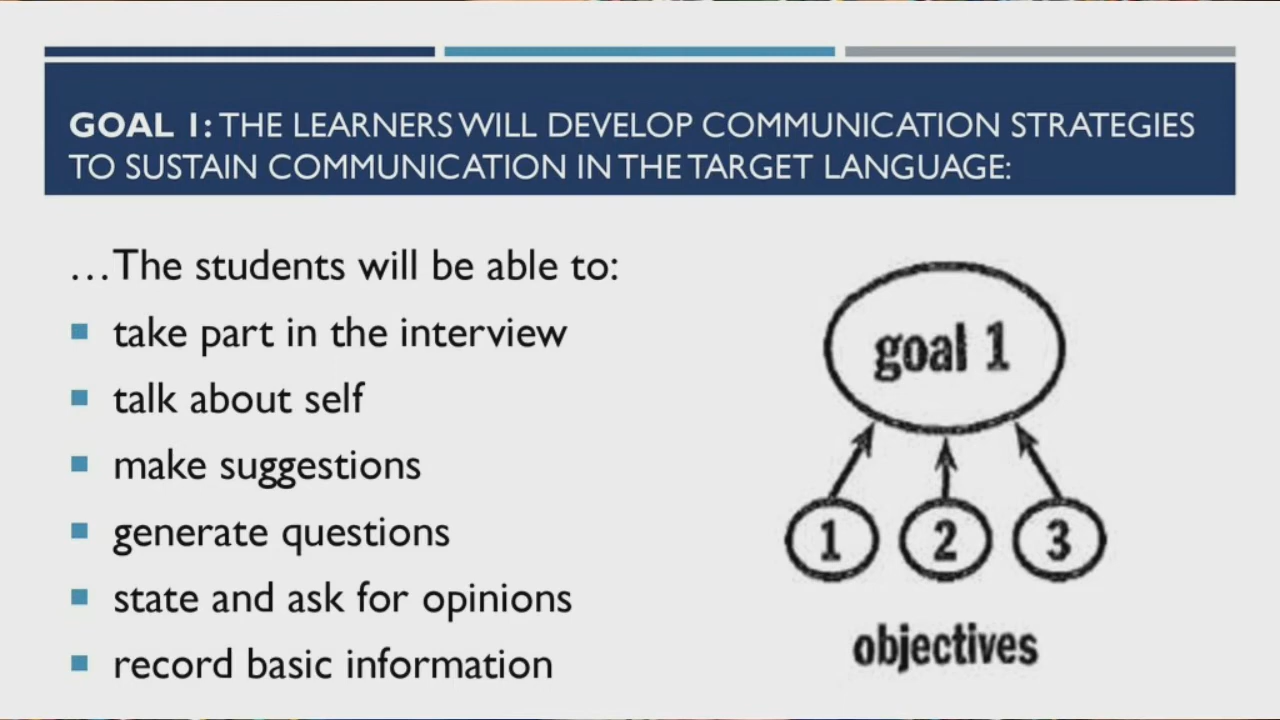 GOAL 1: THE LEARNERS WILL DEVELOP COMMUNICATION STRATEGIES
TO SUSTAIN COMMUNICATION IN THE TARGET LANGUAGE:
...The students will be able to:
take part in the interview
talk about self
make suggestions
generate questions
state and ask for opinions
record basic information
goal 1
1 2 3
objectives